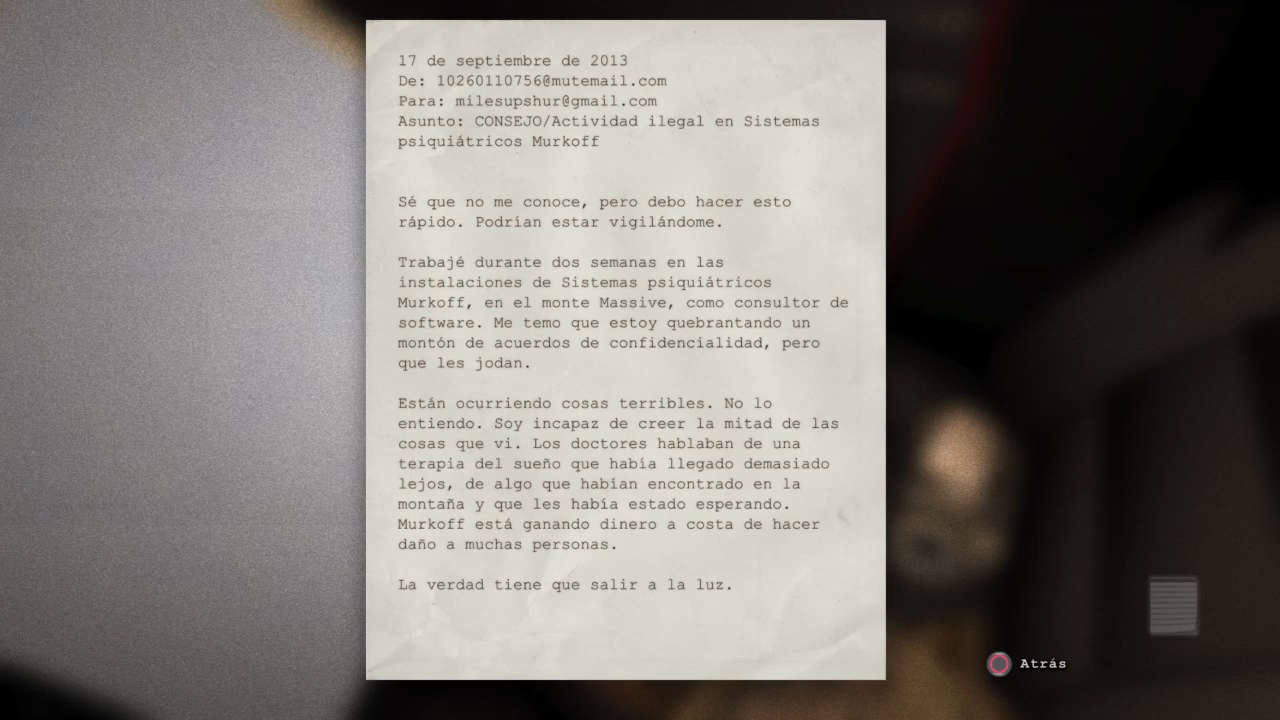 17 de septiembre de 2013
De: 10260110756@mutemail.com
Para: milesupshur@gmail.com
Asunto: CONSEJO/Actividad ilegal en Sistemas
psiquiátricos Murkoff
Sé que no me conoce, pero debo hacer esto
rápido. Podrían estar vigilándome.
Trabajé durante dos semanas en las
instalaciones de Sistemas psiquiátricos
Murkoff, en el monte Massive, como consultor de
software. Me temo que estoy quebrantando un
montón de acuerdos de confidencialidad, pero
que les jodan.
Están ocurriendo cosas terribles. No lo
entiendo. Soy incapaz de creer la mitad de las
cosas que vi. Los doctores hablaban de una
terapia del sueño que había llegado demasiado
lejos, de algo que habían encontrado en la
montaña y que les había estado esperando.
Murkoff está ganando dinero a costa de hacer
daño a muchas personas.
La verdad tiene que salir a la luz.
Atrás